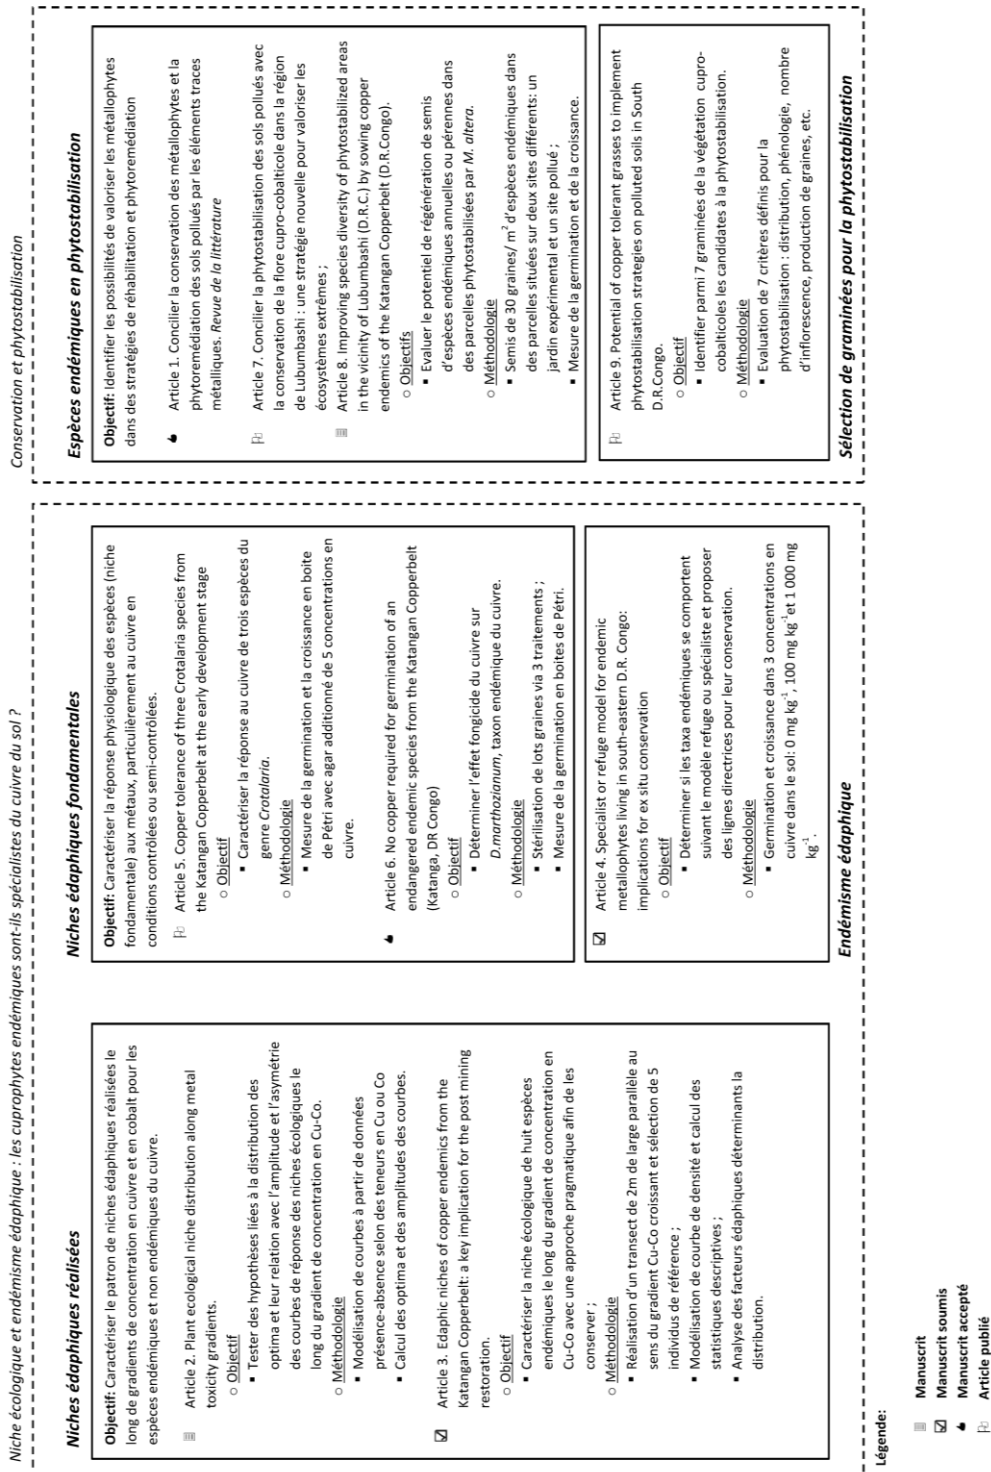 Niche écologique et endémisme édaphique : les cuprophytes endémiques sont-ils spécialistes du cuivre du sol ?
Niches édaphiques réalisées
Objectif: Caractériser le patron de niches édaphiques réalisées le
long de gradients de concentration en cuivre et en cobalt pour les
espèces endémiques et non endémiques du cuivre.
Article 2. Plant ecological niche distribution along metal
toxicity gradients.
○ Objectif
▪ Tester des hypothèses liées à la distribution des
optima et leur relation avec l'amplitude et l'asymétrie
des courbes de réponse des niches écologiques le
long du gradient de concentration en Cu-Co.
○ Méthodologie
▪ Modélisation de courbes à partir de données
présence-absence selon des teneurs en Cu ou Co
▪ Calcul des optima et des amplitudes des courbes.
☑ Article 3. Edaphic niches of copper endemics from the
Katangan Copperbelt: a key implication for the post mining
restoration.
○ Objectif
▪ Caractériser la niche écologique de huit espèces
endémiques le long du gradient de concentration en
Cu-Co avec une approche pragmatique afin de les
conserver ;
○ Méthodologie
▪ Réalisation d'un transect de 2m de large parallèle au
sens du gradient Cu-Co croissant et sélection de 5
individus de référence ;
▪ Modélisation de courbe de densité et calcul des
statistiques descriptives ;
▪ Analyse des facteurs édaphiques déterminants la
distribution.
Niches édaphiques fondamentales
Objectif: Caractériser la réponse physiologique des espèces (niche
fondamentale) aux métaux, particulièrement au cuivre en
conditions contrôlées ou semi-contrôlées.
Article 5. Copper tolerance of three Crotalaria species from
the Katangan Copperbelt at the early development stage
○ Objectif
▪ Caractériser la réponse au cuivre de trois espèces du
genre Crotalaria.
○ Méthodologie
▪ Mesure de la germination et la croissance en boite
de Pétri avec agar additionné de 5 concentrations en
cuivre.
Article 6. No copper required for germination of an
endangered endemic species from the Katangan Copperbelt
(Katanga, DR Congo)
○ Objectif
▪ Déterminer l'effet fongicide du cuivre sur
D.marthozianum, taxon endémique du cuivre.
○ Méthodologie
▪ Stérilisation de lots graines via 3 traitements ;
▪ Mesure de la germination en boites de Pétri.
☑ Article 4. Specialist or refuge model for endemic
metallophytes living in south-eastern D.R. Congo:
implications for ex situ conservation
○ Objectif
▪ Déterminer si les taxa endémiques se comportent
suivant le modèle refuge ou spécialiste et proposer
des lignes directrices pour leur conservation.
○ Méthodologie
▪ Germination et croissance dans 3 concentrations en
cuivre dans le sol: 0 mg kg⁻¹, 100 mg kg⁻¹et 1 000 mg
kg⁻¹.
Endémisme édaphique
Conservation et phytostabilisation
Espèces endémiques en phytostabilisation
Objectif: Identifier les possibilités de valoriser les métallophytes
dans des stratégies de réhabilitation et phytoremédiation
Article 1. Concilier la conservation des métallophytes et la
phytoremédiation des sols pollués par les éléments traces
métalliques. Revue de la littérature
Article 7. Concilier la phytostabilisation des sols pollués avec
la conservation de la flore cupro-cobalticole dans la région
de Lubumbashi : une stratégie nouvelle pour valoriser les
écosystèmes extrêmes ;
Article 8. Improving species diversity of phytostabilized areas
in the vicinity of Lubumbashi (D.R.C.) by sowing copper
endemics of the Katangan Copperbelt (D.R.Congo).
○ Objectifs
▪ Evaluer le potentiel de régénération de semis
d'espèces endémiques annuelles ou pérennes dans
des parcelles phytostabilisées par M. altera.
○ Méthodologie
▪ Semis de 30 graines/ m² d'espèces endémiques dans
des parcelles situées sur deux sites différents: un
jardin expérimental et un site pollué ;
▪ Mesure de la germination et de la croissance.
Article 9. Potential of copper tolerant grasses to implement
phytostabilisation strategies on polluted soils in South
D.R.Congo.
○ Objectif
▪ Identifier parmi 7 graminées de la végétation cupro-
cobalticoles les candidates à la phytostabilisation.
○ Méthodologie
▪ Evaluation de 7 critères définis pour la
phytostabilisation : distribution, phénologie, nombre
d'inflorescence, production de graines, etc.
Sélection de graminées pour la phytostabilisation
Légende:
Manuscrit
☑ Manuscrit soumis
Manuscrit accepté
Article publié